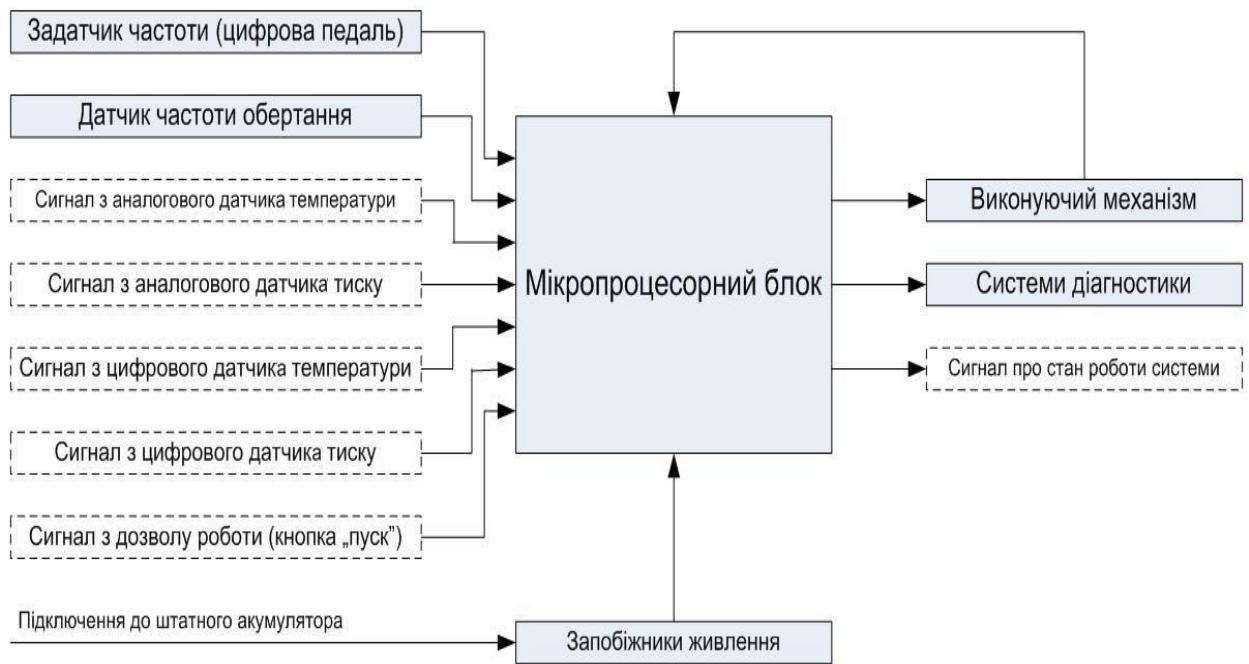 Задатчик частоти (цифрова педаль)
Датчик частоти обертання
Сигнал з аналогового датчика температури
Сигнал з аналогового датчика тиску
Сигнал з цифрового датчика температури
Сигнал з цифрового датчика тиску
Сигнал з дозволу роботи (кнопка „пуск”)
Підключення до штатного акумулятора
Мікропроцесорний блок
Запобіжники живлення
Виконуючий механізм
Системи діагностики
Сигнал про стан роботи системи